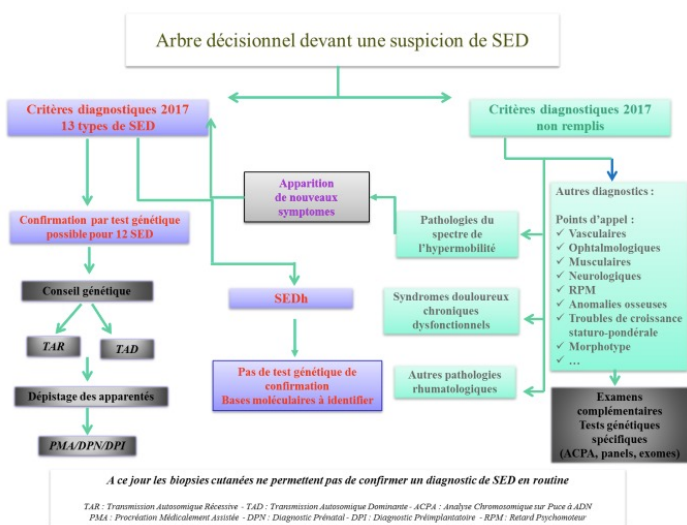 Arbre décisionnel devant une suspicion de SED
Critères diagnostiques 2017
13 types de SED
Critères diagnostiques 2017
non remplis
Apparition
de nouveaux
symptomes
Confirmation par test génétique
possible pour 12 SED
Conseil génétique
TAR
TAD
Dépistage des apparentés
PMA/DPN/DPI
SEDh
Pas de test génétique de
confirmation
Bases moléculaires à identifier
Pathologies du
spectre de
l'hypermobilité
Syndromes douloureux
chroniques
dysfonctionnels
Autres pathologies
rhumatologiques
Autres diagnostics :
Points d'appel :
✓ Vasculaires
✓ Ophtalmologiques
✓ Musculaires
✓ Neurologiques
✓ RPM
✓ Anomalies osseuses
✓ Troubles de croissance
staturo-pondérale
✓ Morphotype
✓ …
Examens
complémentaires
Tests génétiques
spécifiques
(ACPA, panels, exomes)
A ce jour les biopsies cutanées ne permettent pas de confirmer un diagnostic de SED en routine
TAR : Transmission Autosomique Récessive - TAD : Transmission Autosomique Dominante - ACPA : Analyse Chromosomique sur Puce à ADN
PMA : Procréation Médicalement Assistée - DPN : Diagnostic Prénatal - DPI : Diagnostic Préimplantatoire - RPM : Retard Psychomoteur